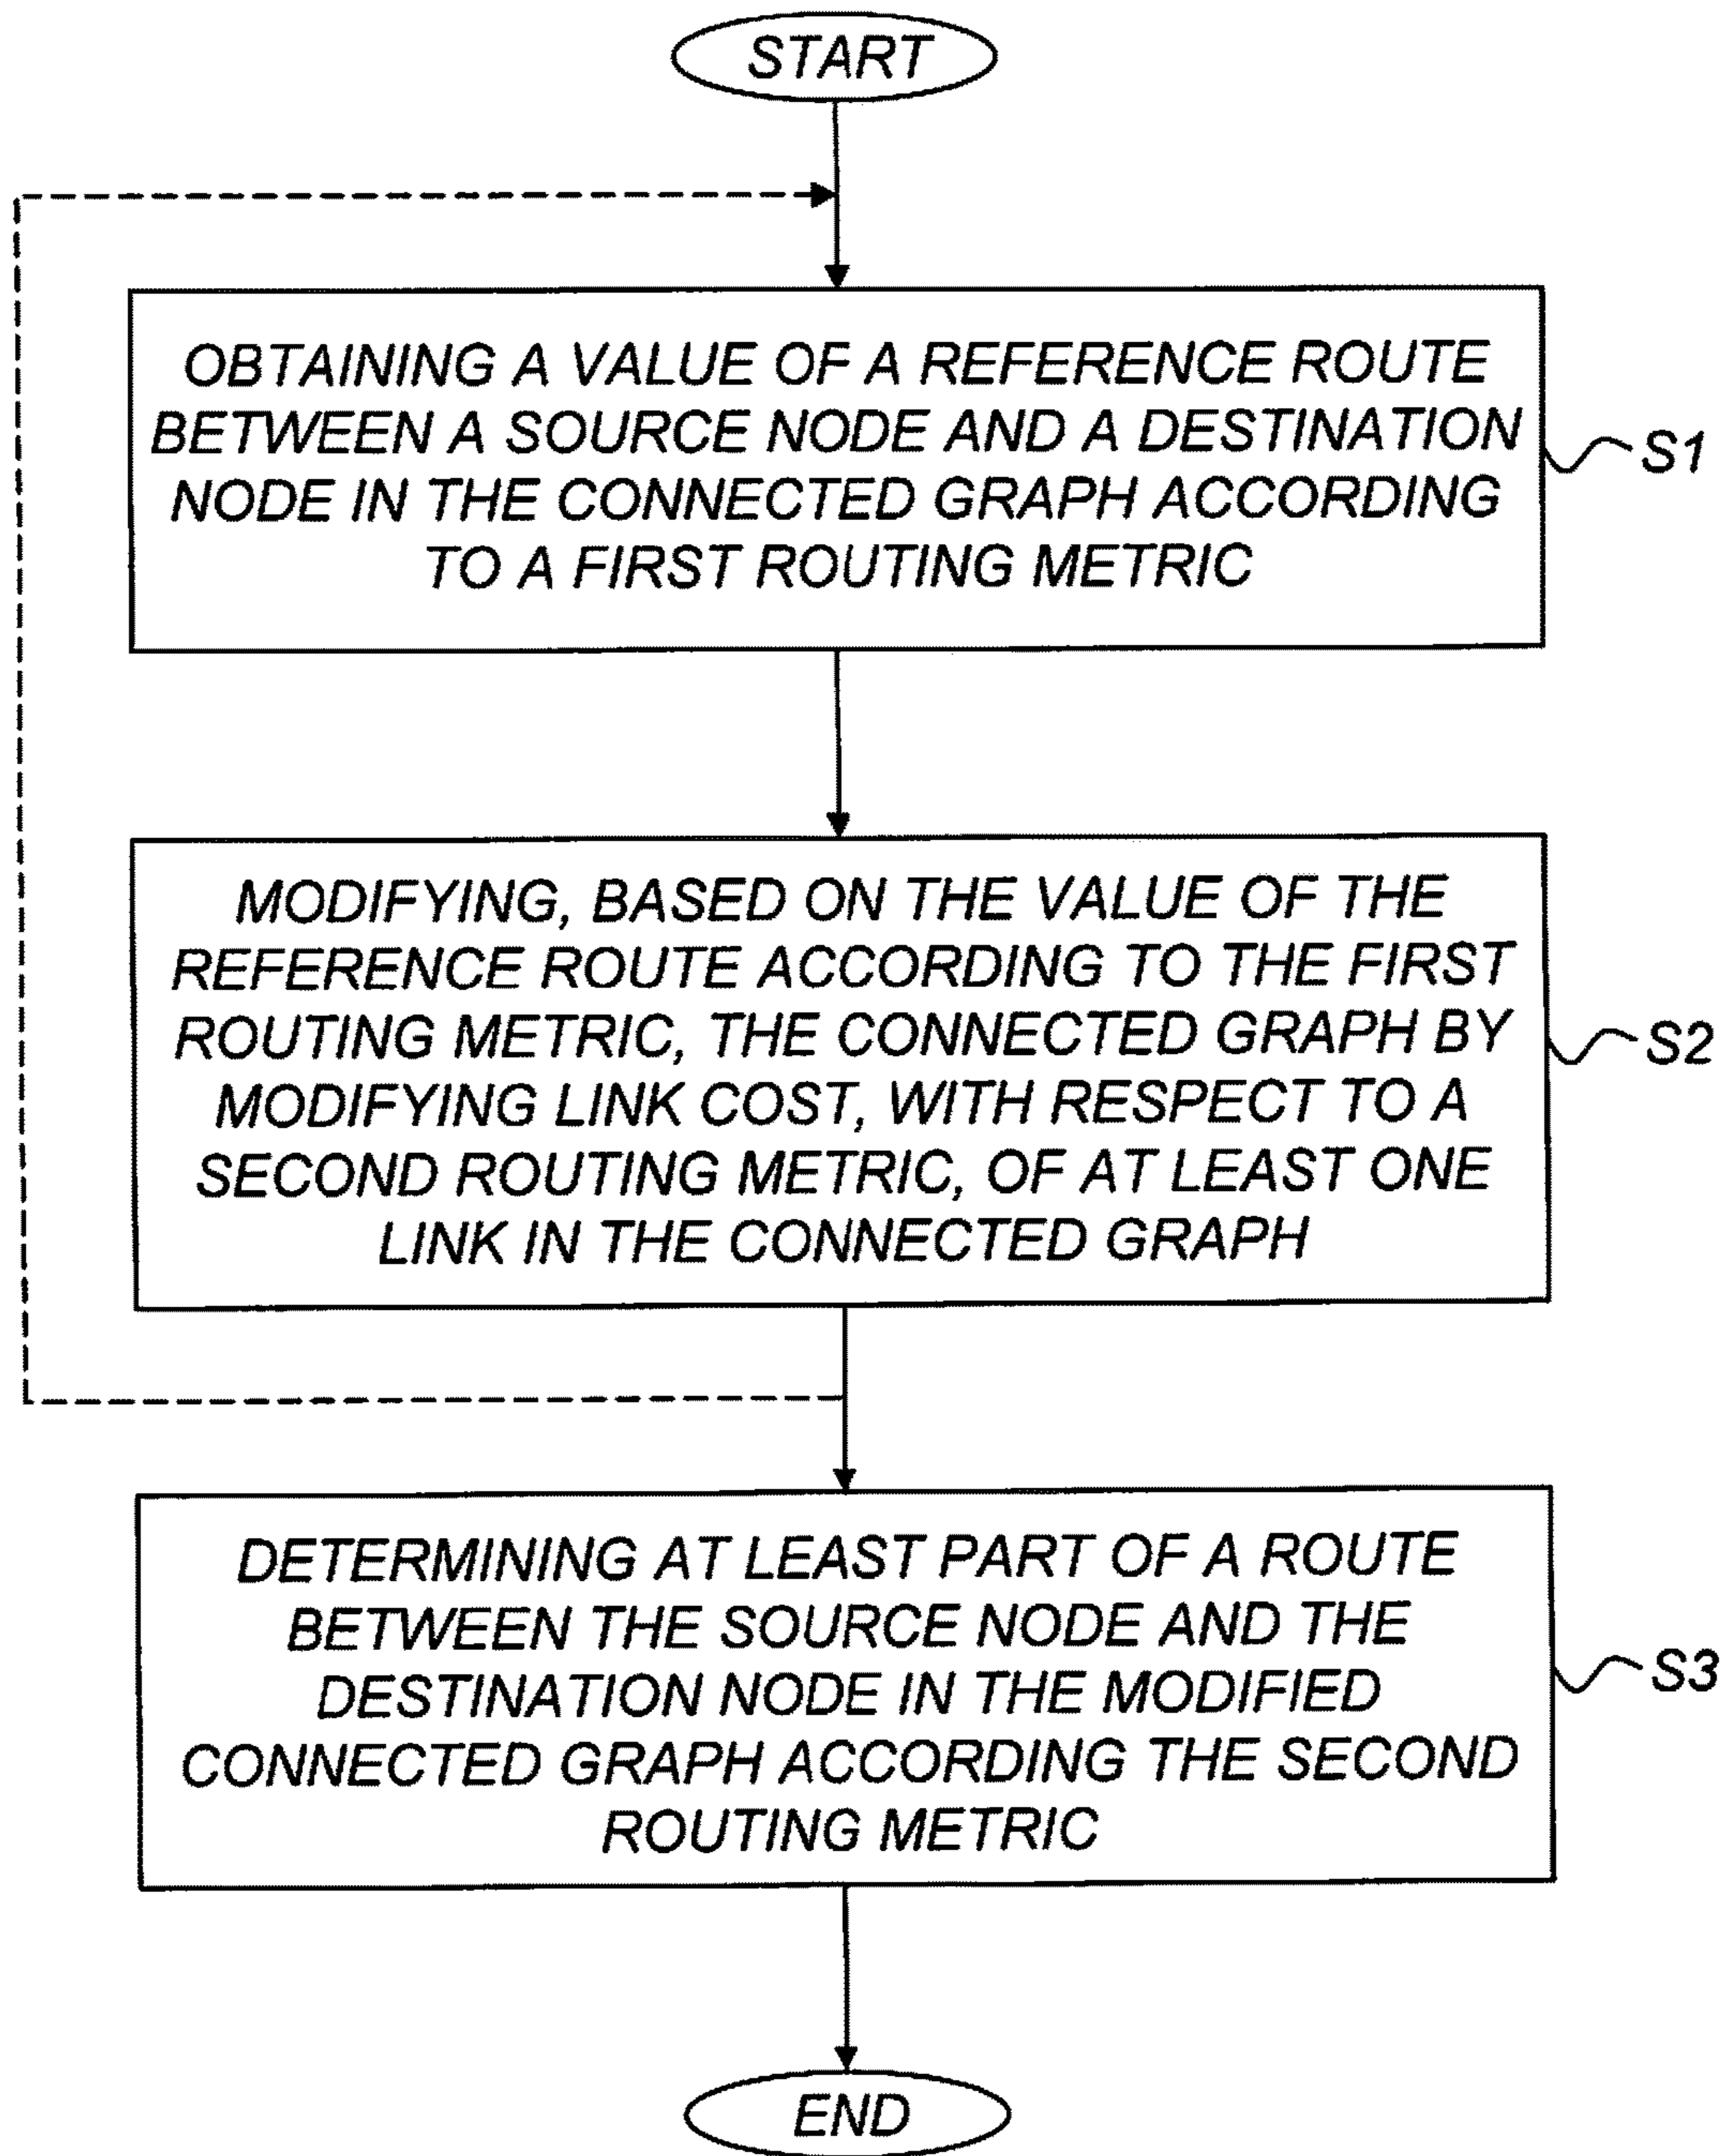 START
OBTAINING A VALUE OF A REFERENCE ROUTE
BETWEEN A SOURCE NODE AND A DESTINATION
NODE IN THE CONNECTED GRAPH ACCORDING
TO A FIRST ROUTING METRIC
S1
MODIFYING, BASED ON THE VALUE OF THE
REFERENCE ROUTE ACCORDING TO THE FIRST
ROUTING METRIC, THE CONNECTED GRAPH BY
MODIFYING LINK COST, WITH RESPECT TO A
SECOND ROUTING METRIC, OF AT LEAST ONE
LINK IN THE CONNECTED GRAPH
S2
DETERMINING AT LEAST PART OF A ROUTE
BETWEEN THE SOURCE NODE AND THE
DESTINATION NODE IN THE MODIFIED
CONNECTED GRAPH ACCORDING THE SECOND
ROUTING METRIC
S3
END